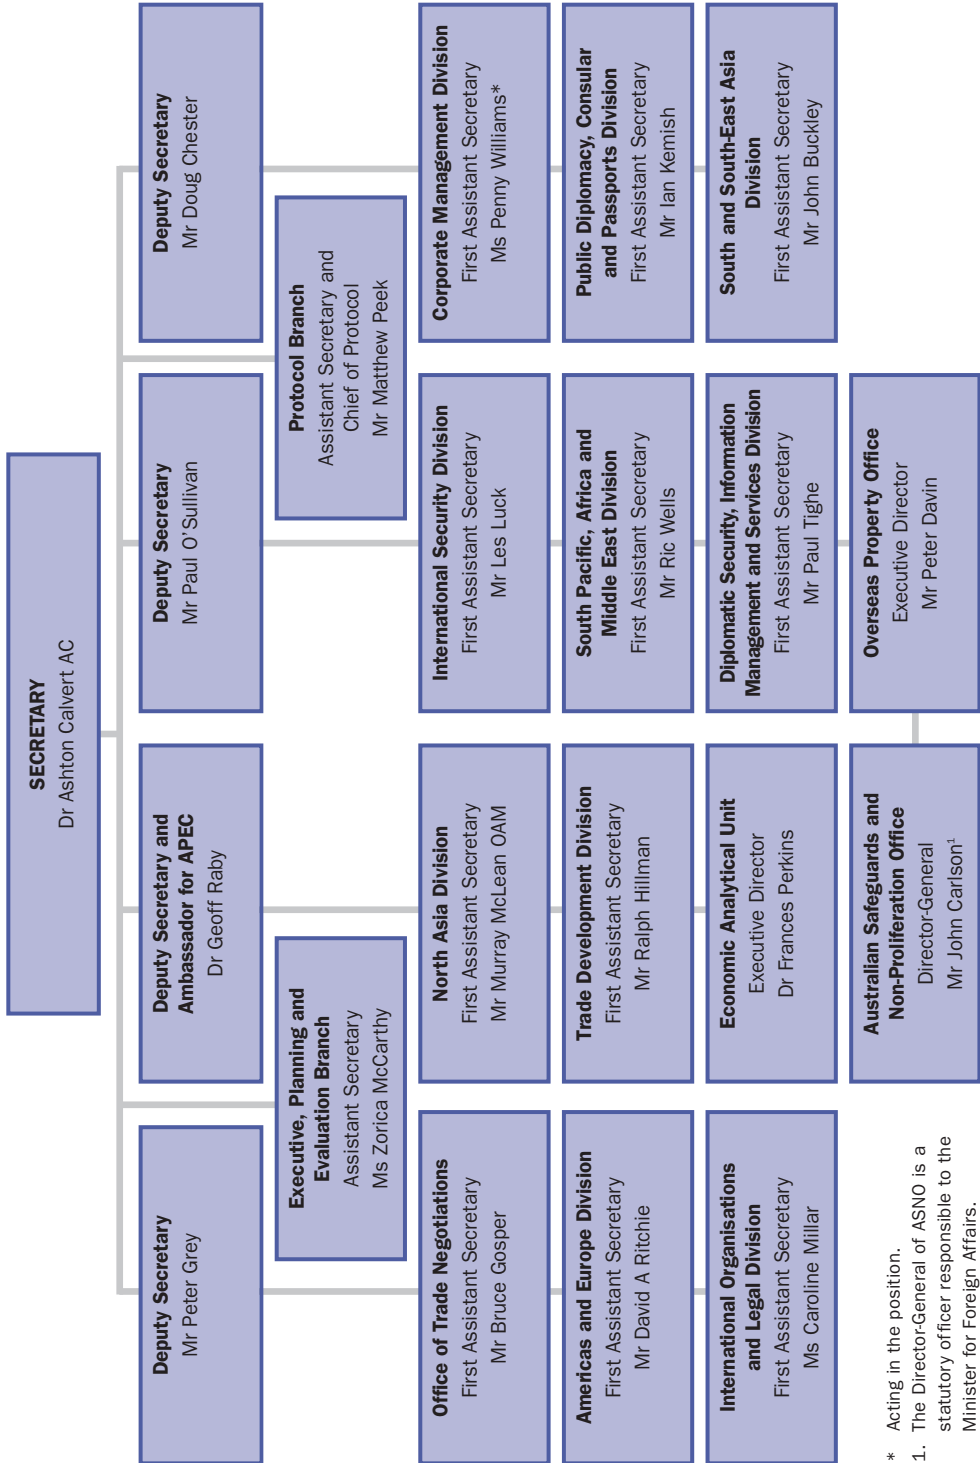 SECRETARY
Dr Ashton Calvert AC
Deputy Secretary
Mr Peter Grey
Deputy Secretary and
Ambassador for APEC
Dr Geoff Raby
Deputy Secretary
Mr Paul O'Sullivan
Deputy Secretary
Mr Doug Chester
Executive, Planning and
Evaluation Branch
Assistant Secretary
Ms Zorica McCarthy
Protocol Branch
Assistant Secretary and
Chief of Protocol
Mr Matthew Peek
Office of Trade Negotiations
First Assistant Secretary
Mr Bruce Gosper
North Asia Division
First Assistant Secretary
Mr Murray McLean OAM
International Security Division
First Assistant Secretary
Mr Les Luck
Corporate Management Division
First Assistant Secretary
Ms Penny Williams*
Americas and Europe Division
First Assistant Secretary
Mr David A Ritchie
Trade Development Division
First Assistant Secretary
Mr Ralph Hillman
South Pacific, Africa and
Middle East Division
First Assistant Secretary
Mr Ric Wells
Public Diplomacy, Consular
and Passports Division
First Assistant Secretary
Mr Ian Kemish
International Organisations
and Legal Division
First Assistant Secretary
Ms Caroline Millar
Economic Analytical Unit
Executive Director
Dr Frances Perkins
Diplomatic Security, Information
Management and Services Division
First Assistant Secretary
Mr Paul Tighe
South and South-East Asia
Division
First Assistant Secretary
Mr John Buckley
Australian Safeguards and
Non-Proliferation Office
Director-General
Mr John Carlson¹
Overseas Property Office
Executive Director
Mr Peter Davin
* Acting in the position.
1. The Director-General of ASNO is a
statutory officer responsible to the
Minister for Foreign Affairs.